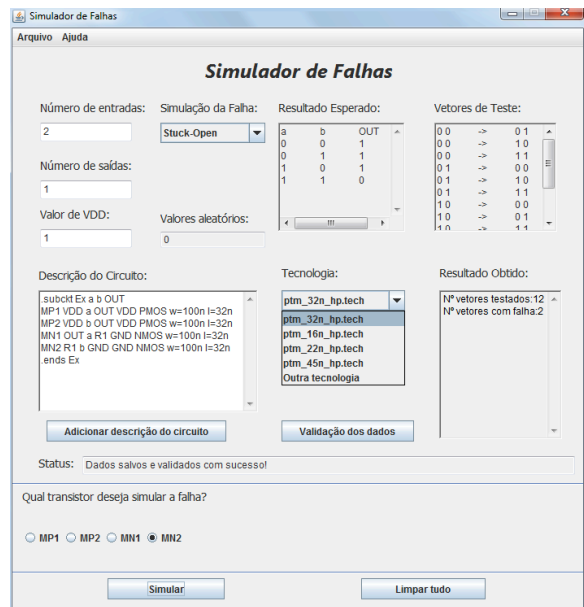 Simulador de Falhas
Arquivo Ajuda
Simulador de Falhas
Número de entradas:
2
Número de saídas:
1
Valor de VDD:
1
Simulação da Falha:
Stuck-Open
Valores aleatórios:
0
Resultado Esperado:
a b OUT
0 0 1
0 1 1
1 0 1
1 1 0
Vetores de Teste:
0 0 -> 0 1
0 0 -> 1 0
0 0 -> 1 1
0 1 -> 0 0
0 1 -> 1 0
0 1 -> 1 1
1 0 -> 0 0
1 0 -> 0 1
1 0 -> 1 1
Descrição do Circuito:
.subckt Ex a b OUT
MP1 VDD a OUT VDD PMOS w=100n l=32n
MP2 VDD b OUT VDD PMOS w=100n l=32n
MN1 OUT a R1 GND NMOS w=100n l=32n
MN2 R1 b GND GND NMOS w=100n l=32n
.ends Ex
Adicionar descrição do circuito
Tecnologia:
ptm_32n_hp.tech
ptm_32n_hp.tech
ptm_16n_hp.tech
ptm_22n_hp.tech
ptm_45n_hp.tech
Outra tecnologia
Validação dos dados
Resultado Obtido:
Nº vetores testados:12
Nº vetores com falha:2
Status: Dados salvos e validados com sucesso!
Qual transistor deseja simular a falha?
MP1 MP2 MN1 MN2
Simular
Limpar tudo